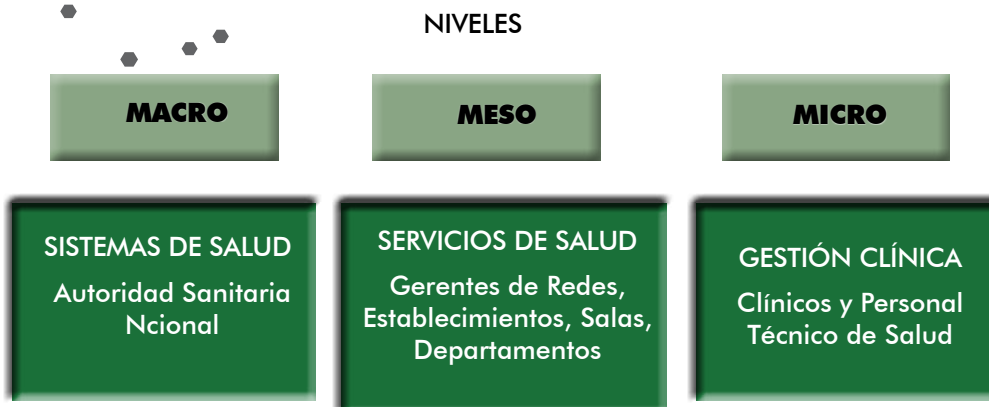 NIVELES
MACRO
MESO
MICRO
SISTEMAS DE SALUD
Autoridad Sanitaria
Ncional
SERVICIOS DE SALUD
Gerentes de Redes,
Establecimientos, Salas,
Departamentos
GESTIÓN CLÍNICA
Clínicos y Personal
Técnico de Salud